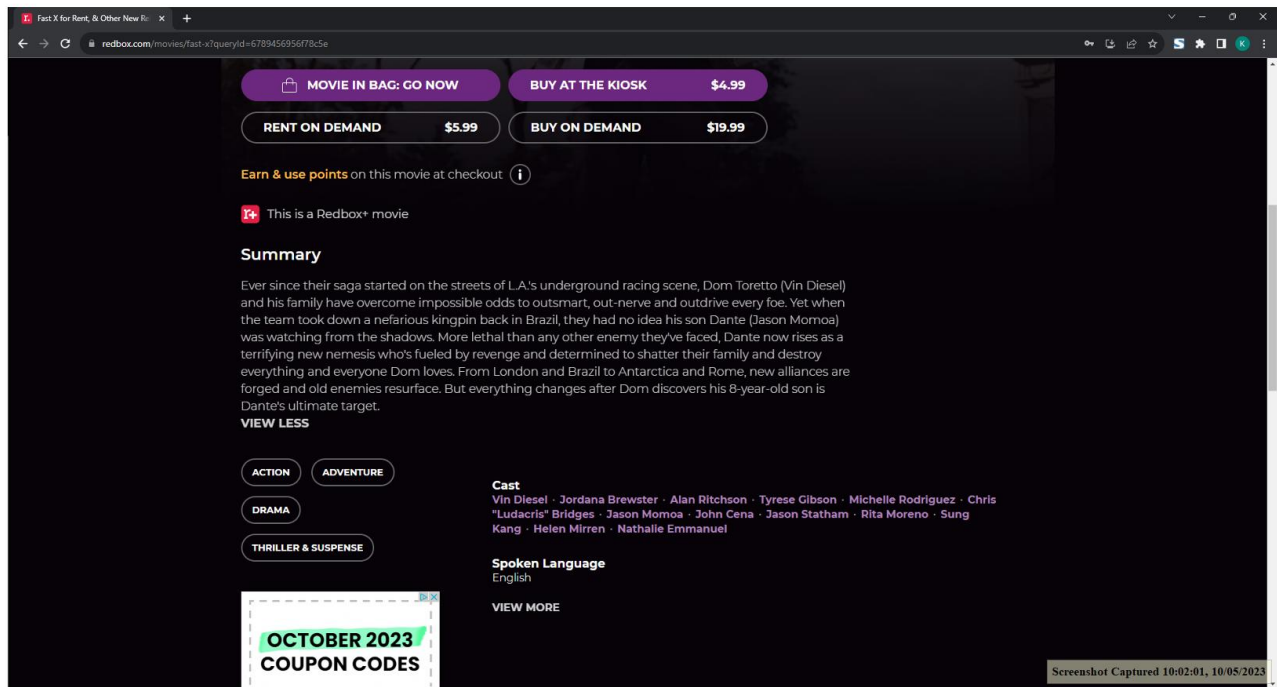 Fast X for Rent, & Other New Re
redbox.com/movies/fast-x?queryId=6789456956f78c5e
K
MOVIE IN BAG: GO NOW
BUY AT THE KIOSK $4.99
RENT ON DEMAND $5.99
BUY ON DEMAND $19.99
Earn & use points on this movie at checkout i
r+ This is a Redbox+ movie
Summary
Ever since their saga started on the streets of L.A.'s underground racing scene, Dom Toretto (Vin Diesel)
and his family have overcome impossible odds to outsmart, out-nerve and outdrive every foe. Yet when
the team took down a nefarious kingpin back in Brazil, they had no idea his son Dante (Jason Momoa)
was watching from the shadows. More lethal than any other enemy they've faced, Dante now rises as a
terrifying new nemesis who's fueled by revenge and determined to shatter their family and destroy
everything and everyone Dom loves. From London and Brazil to Antarctica and Rome, new alliances are
forged and old enemies resurface. But everything changes after Dom discovers his 8-year-old son is
Dante's ultimate target.
VIEW LESS
ACTION
ADVENTURE
DRAMA
THRILLER & SUSPENSE
Cast
Vin Diesel · Jordana Brewster · Alan Ritchson · Tyrese Gibson · Michelle Rodriguez · Chris
"Ludacris" Bridges · Jason Momoa · John Cena · Jason Statham · Rita Moreno · Sung
Kang · Helen Mirren · Nathalie Emmanuel
Spoken Language
English
VIEW MORE
OCTOBER 2023
COUPON CODES
Screenshot Captured 10:02:01, 10/05/2023